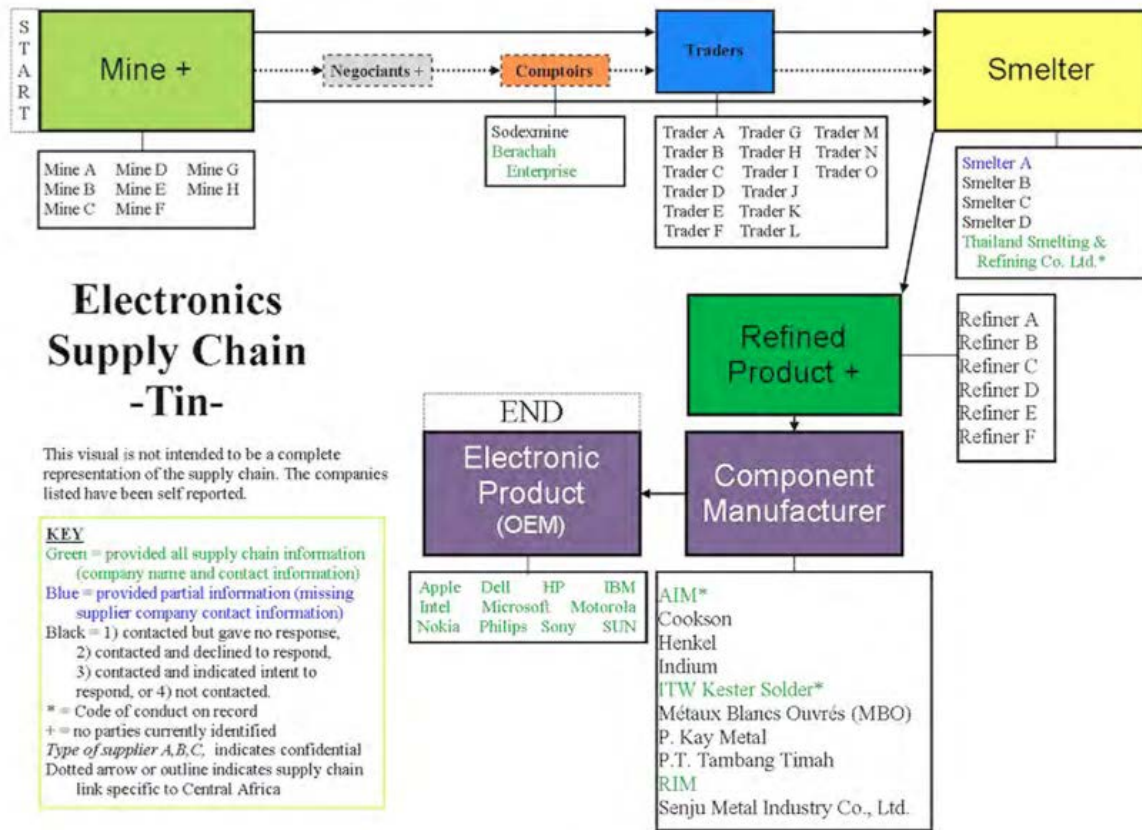 START
Mine +
Negociants +
Comptoirs
Traders
Smelter
Mine A Mine D Mine G
Mine B Mine E Mine H
Mine C Mine F
Sodexmine
Berachah
Enterprise
Trader A Trader G Trader M
Trader B Trader H Trader N
Trader C Trader I Trader O
Trader D Trader J
Trader E Trader K
Trader F Trader L
Smelter A
Smelter B
Smelter C
Smelter D
Thailand Smelting &
Refining Co. Ltd.*
Electronics
Supply Chain
-Tin-
This visual is not intended to be a complete
representation of the supply chain. The companies
listed have been self reported.
Refined
Product +
Refiner A
Refiner B
Refiner C
Refiner D
Refiner E
Refiner F
END
Electronic
Product
(OEM)
Component
Manufacturer
KEY
Green = provided all supply chain information
(company name and contact information)
Blue = provided partial information (missing
supplier company contact information)
Black = 1) contacted but gave no response,
2) contacted and declined to respond,
3) contacted and indicated intent to
respond, or 4) not contacted.
* = Code of conduct on record
+ = no parties currently identified
Type of supplier A,B,C, indicates confidential
Dotted arrow or outline indicates supply chain
link specific to Central Africa
Apple Dell HP IBM
Intel Microsoft Motorola
Nokia Philips Sony SUN
AIM*
Cookson
Henkel
Indium
ITW Kester Solder*
Métaux Blancs Ouvrés (MBO)
P. Kay Metal
P.T. Tambang Timah
RIM
Senju Metal Industry Co., Ltd.